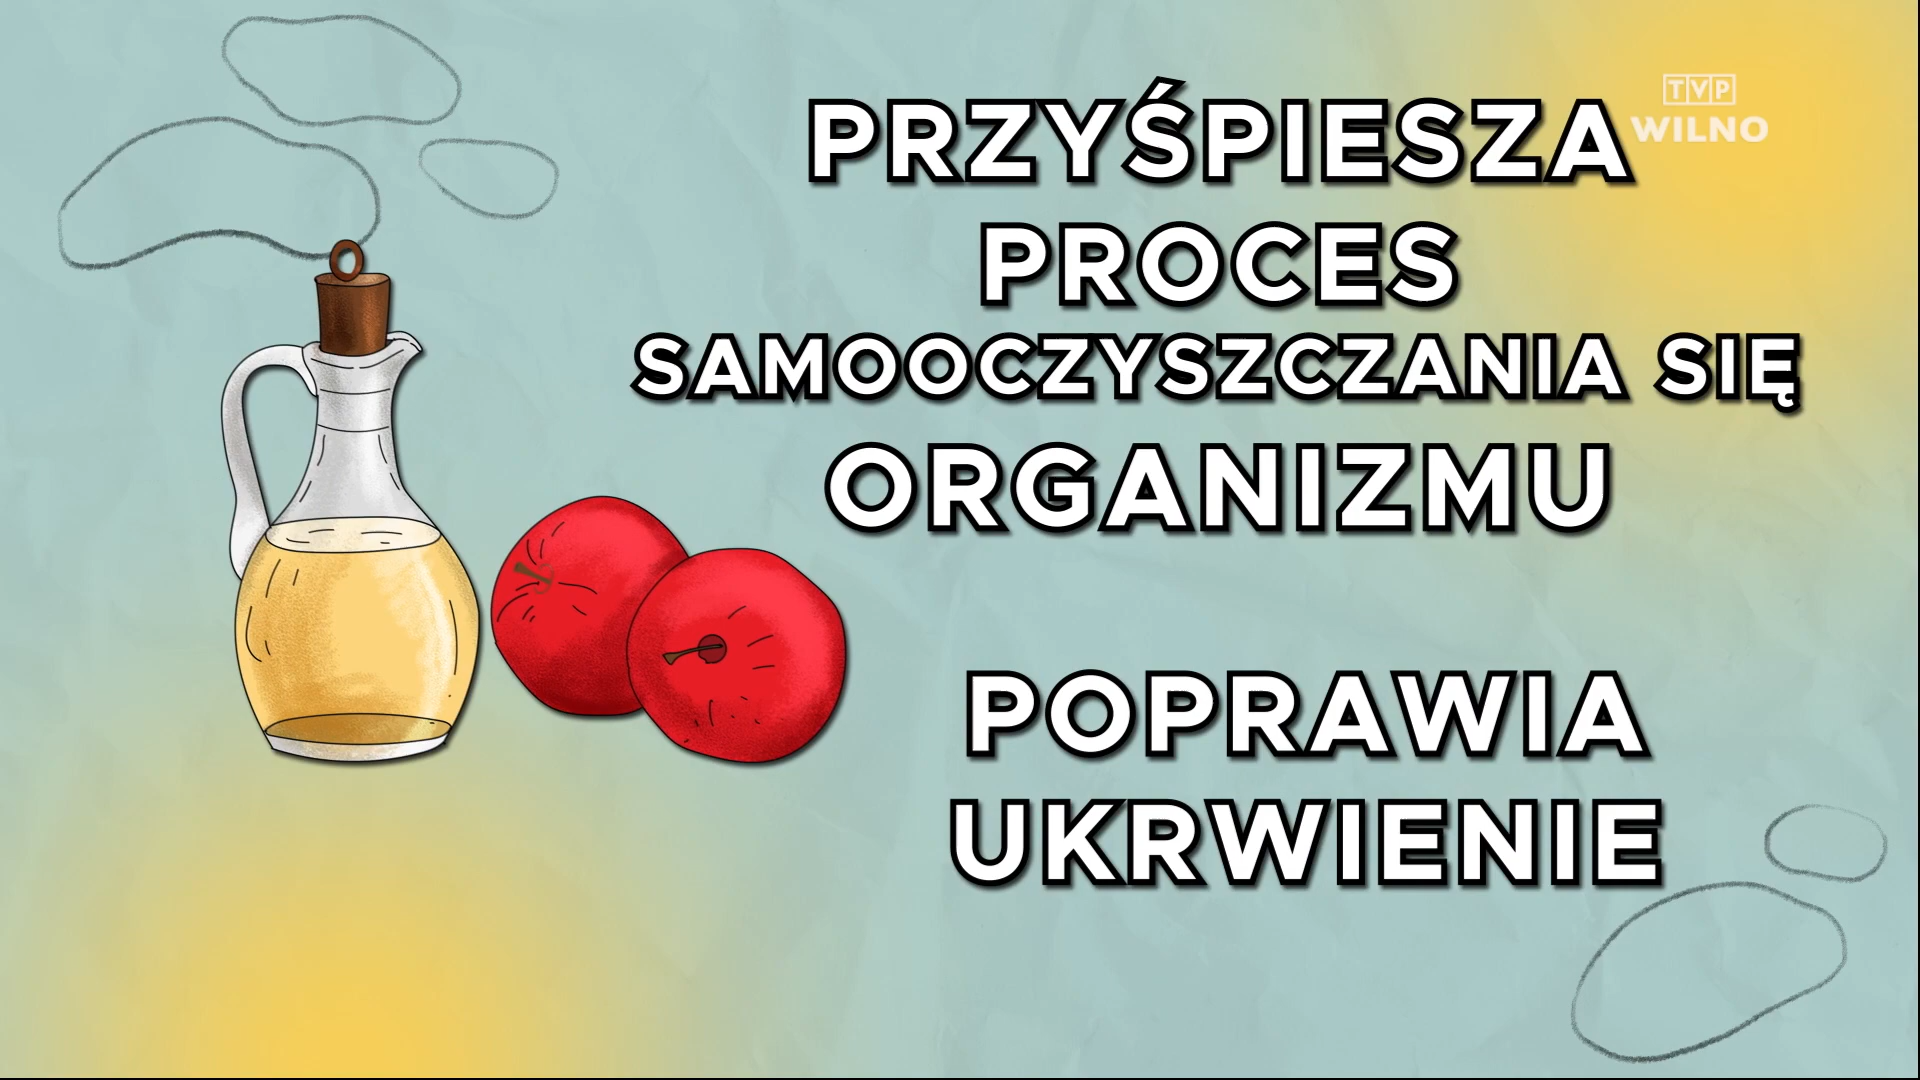 TVP
WILNO
PRZYŚPIESZA
PROCES
SAMOOCZYSZCZANIA SIĘ
ORGANIZMU
POPRAWIA
UKRWIENIE